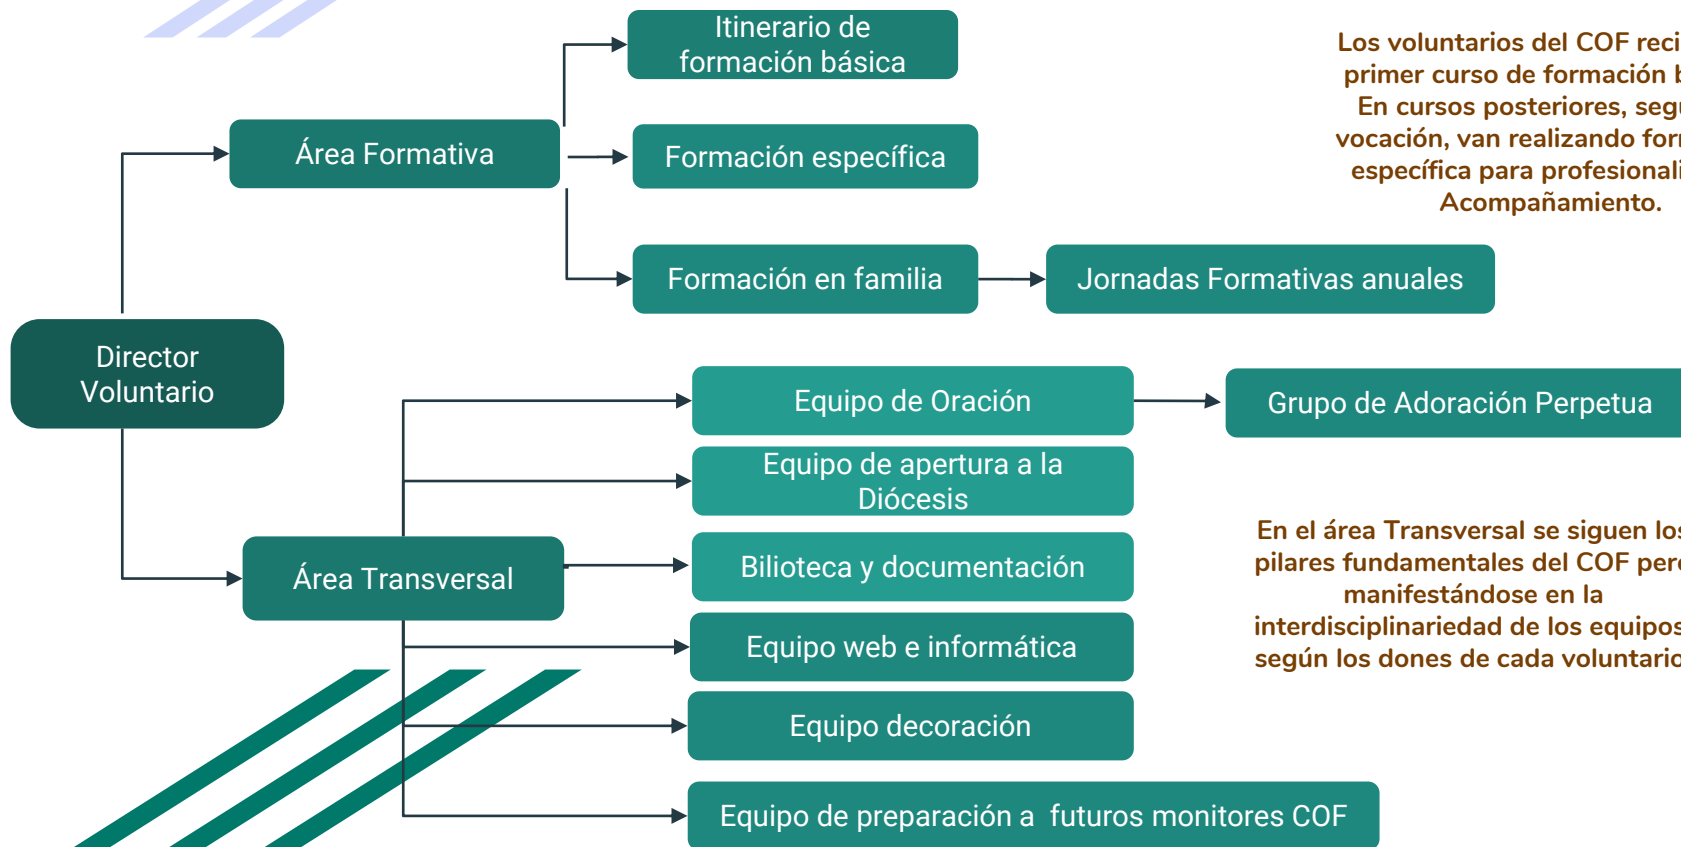 Itinerario de
formación básica
Los voluntarios del COF
primer curso de formación
En cursos posteriores,
vocación, van realizando
específica para
Acompañamiento.
Área Formativa
Formación específica
Formación en familia
Jornadas Formativas anuales
Director
Voluntario
Equipo de Oración
Grupo de Adoración Perpetua
Equipo de apertura a la
Diócesis
Bilioteca y documentación
Área Transversal
Equipo web e informática
Equipo decoración
Equipo de preparación a futuros monitores COF
En el área Transversal se siguen los
pilares fundamentales del COF
manifestándose en la
interdisciplinariedad de los equipos
según los dones de cada voluntario